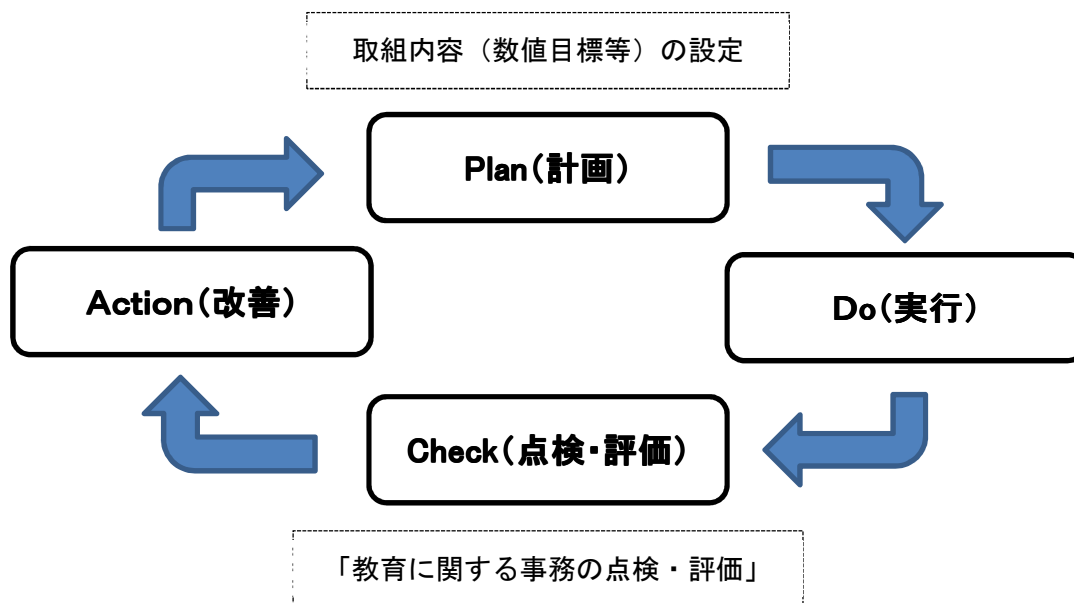 取組内容（数値目標等）の設定
Plan（計画）
Action（改善）
Do（実行）
Check（点検・評価）
「教育に関する事務の点検・評価」